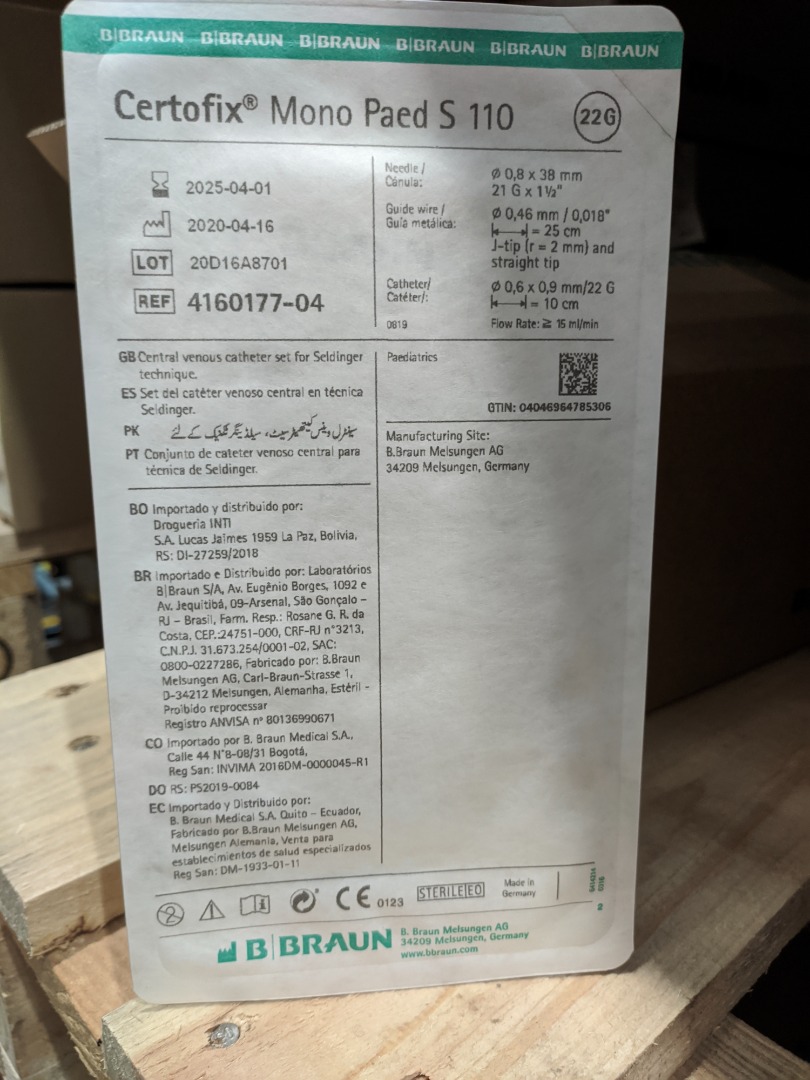 B|BRAUN B|BRAUN B|BRAUN B|BRAUN B|BRAUN B|BRAUN
Certofix® Mono Paed S 110
22G
2025-04-01
2020-04-16
LOT 20D16A8701
REF 4160177-04
Needle /
Cánula:
Ø 0,8 x 38 mm
21 G x 1½"
Guide wire /
Guía metálica:
Ø 0,46 mm / 0,018"
= 25 cm
J-tip (r = 2 mm) and
straight tip
Catheter/
Catéter/:
Ø 0,6 x 0,9 mm/22 G
= 10 cm
0819
Flow Rate: ≥ 15 ml/min
GB Central venous catheter set for Seldinger
technique.
ES Set del catéter venoso central en técnica
Seldinger.
PK سینٹرل وینس کیتھیٹر سیٹ، سیلڈینگر تکنیک کے لئے
PT Conjunto de cateter venoso central para
técnica de Seldinger.
Paediatrics
GTIN: 04046964785306
Manufacturing Site:
B.Braun Melsungen AG
34209 Melsungen, Germany
BO Importado y distribuido por:
Drogueria INTI
S.A. Lucas Jaimes 1959 La Paz, Bolivia,
RS: DI-27259/2018
BR Importado e Distribuido por: Laboratórios
B|Braun S/A, Av. Eugênio Borges, 1092 e
Av. Jequitibá, 09-Arsenal, São Gonçalo –
RJ – Brasil, Farm. Resp.: Rosane G. R. da
Costa, CEP.:24751-000, CRF-RJ n°3213,
C.N.P.J. 31.673.254/0001-02, SAC:
0800-0227286, Fabricado por: B.Braun
Melsungen AG, Carl-Braun-Strasse 1,
D-34212 Melsungen, Alemanha, Estéril -
Proibido reprocessar
Registro ANVISA nº 80136990671
CO Importado por B. Braun Medical S.A.,
Calle 44 N°8-08/31 Bogotá,
Reg San: INVIMA 2016DM-0000045-R1
DO RS: PS2019-0084
EC Importado y Distribuido por:
B. Braun Medical S.A. Quito – Ecuador,
Fabricado por B.Braun Melsungen AG,
Melsungen Alemania, Venta para
establecimientos de salud especializados
Reg San: DM-1933-01-11
2
CE 0123
STERILE EO
Made in
Germany
B|BRAUN
B. Braun Melsungen AG
34209 Melsungen, Germany
www.bbraun.com